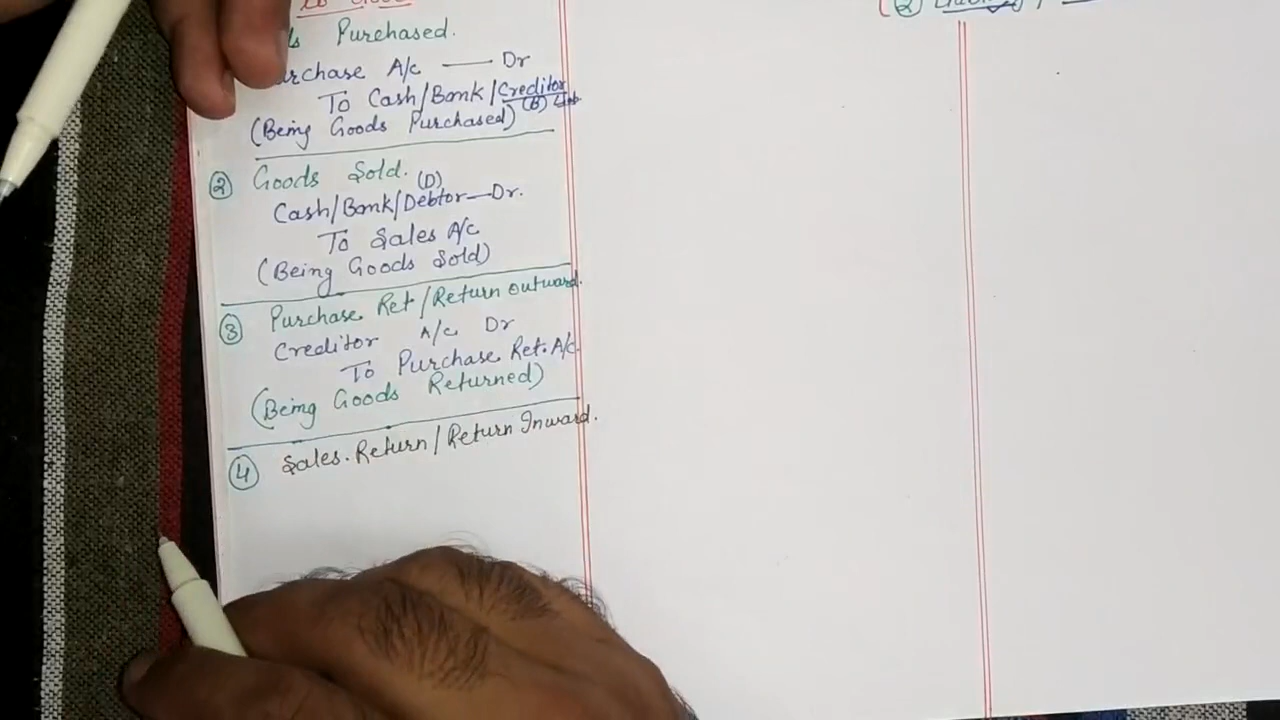 Purchased.
Purchase A/c —— Dr
To Cash/Bank/Creditor
(B)
(Being Goods Purchased)
② Goods Sold.
(D)
Cash/Bank/Debtor—Dr.
To Sales A/c
(Being Goods Sold)
③ Purchase Ret/Return outward.
Creditor A/c Dr
To Purchase Ret. A/c
(Being Goods Returned)
④ Sales. Return/Return Inward.